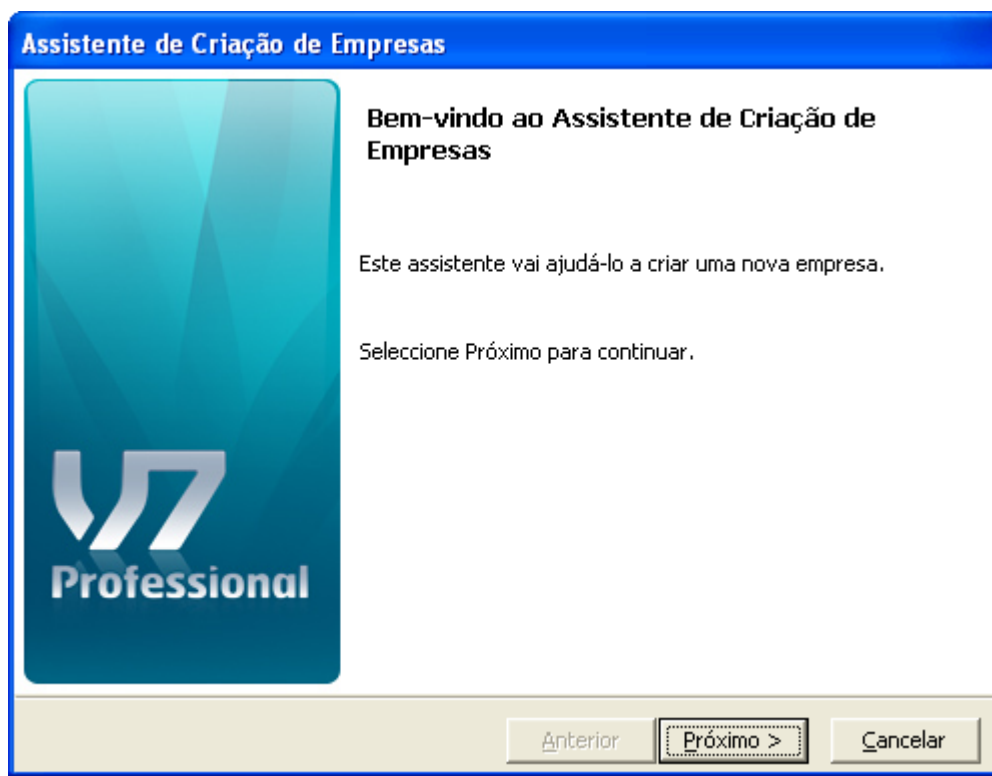 Assistente de Criação de Empresas
Bem-vindo ao Assistente de Criação de
Empresas
Este assistente vai ajudá-lo a criar uma nova empresa.
Seleccione Próximo para continuar.
V7
Professional
Anterior
Próximo >
Cancelar